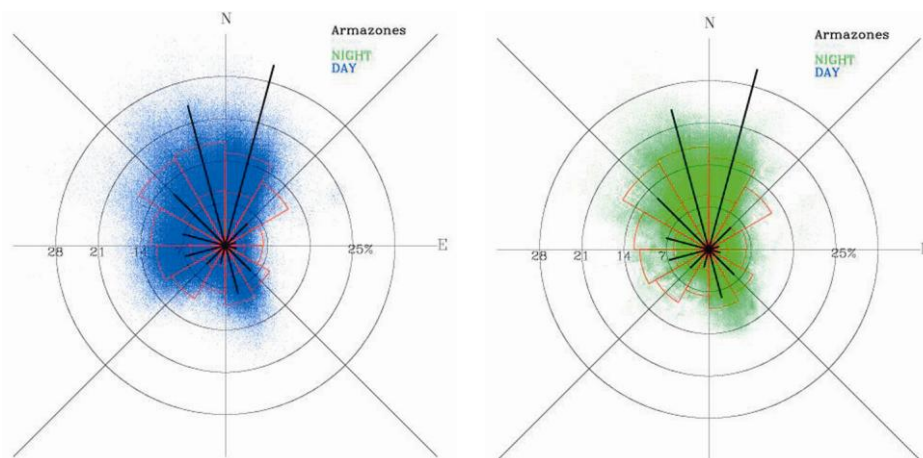 N
Armazones
NIGHT
DAY
28
21
14
25%
E
N
Armazones
NIGHT
DAY
28
21
14
7
25%